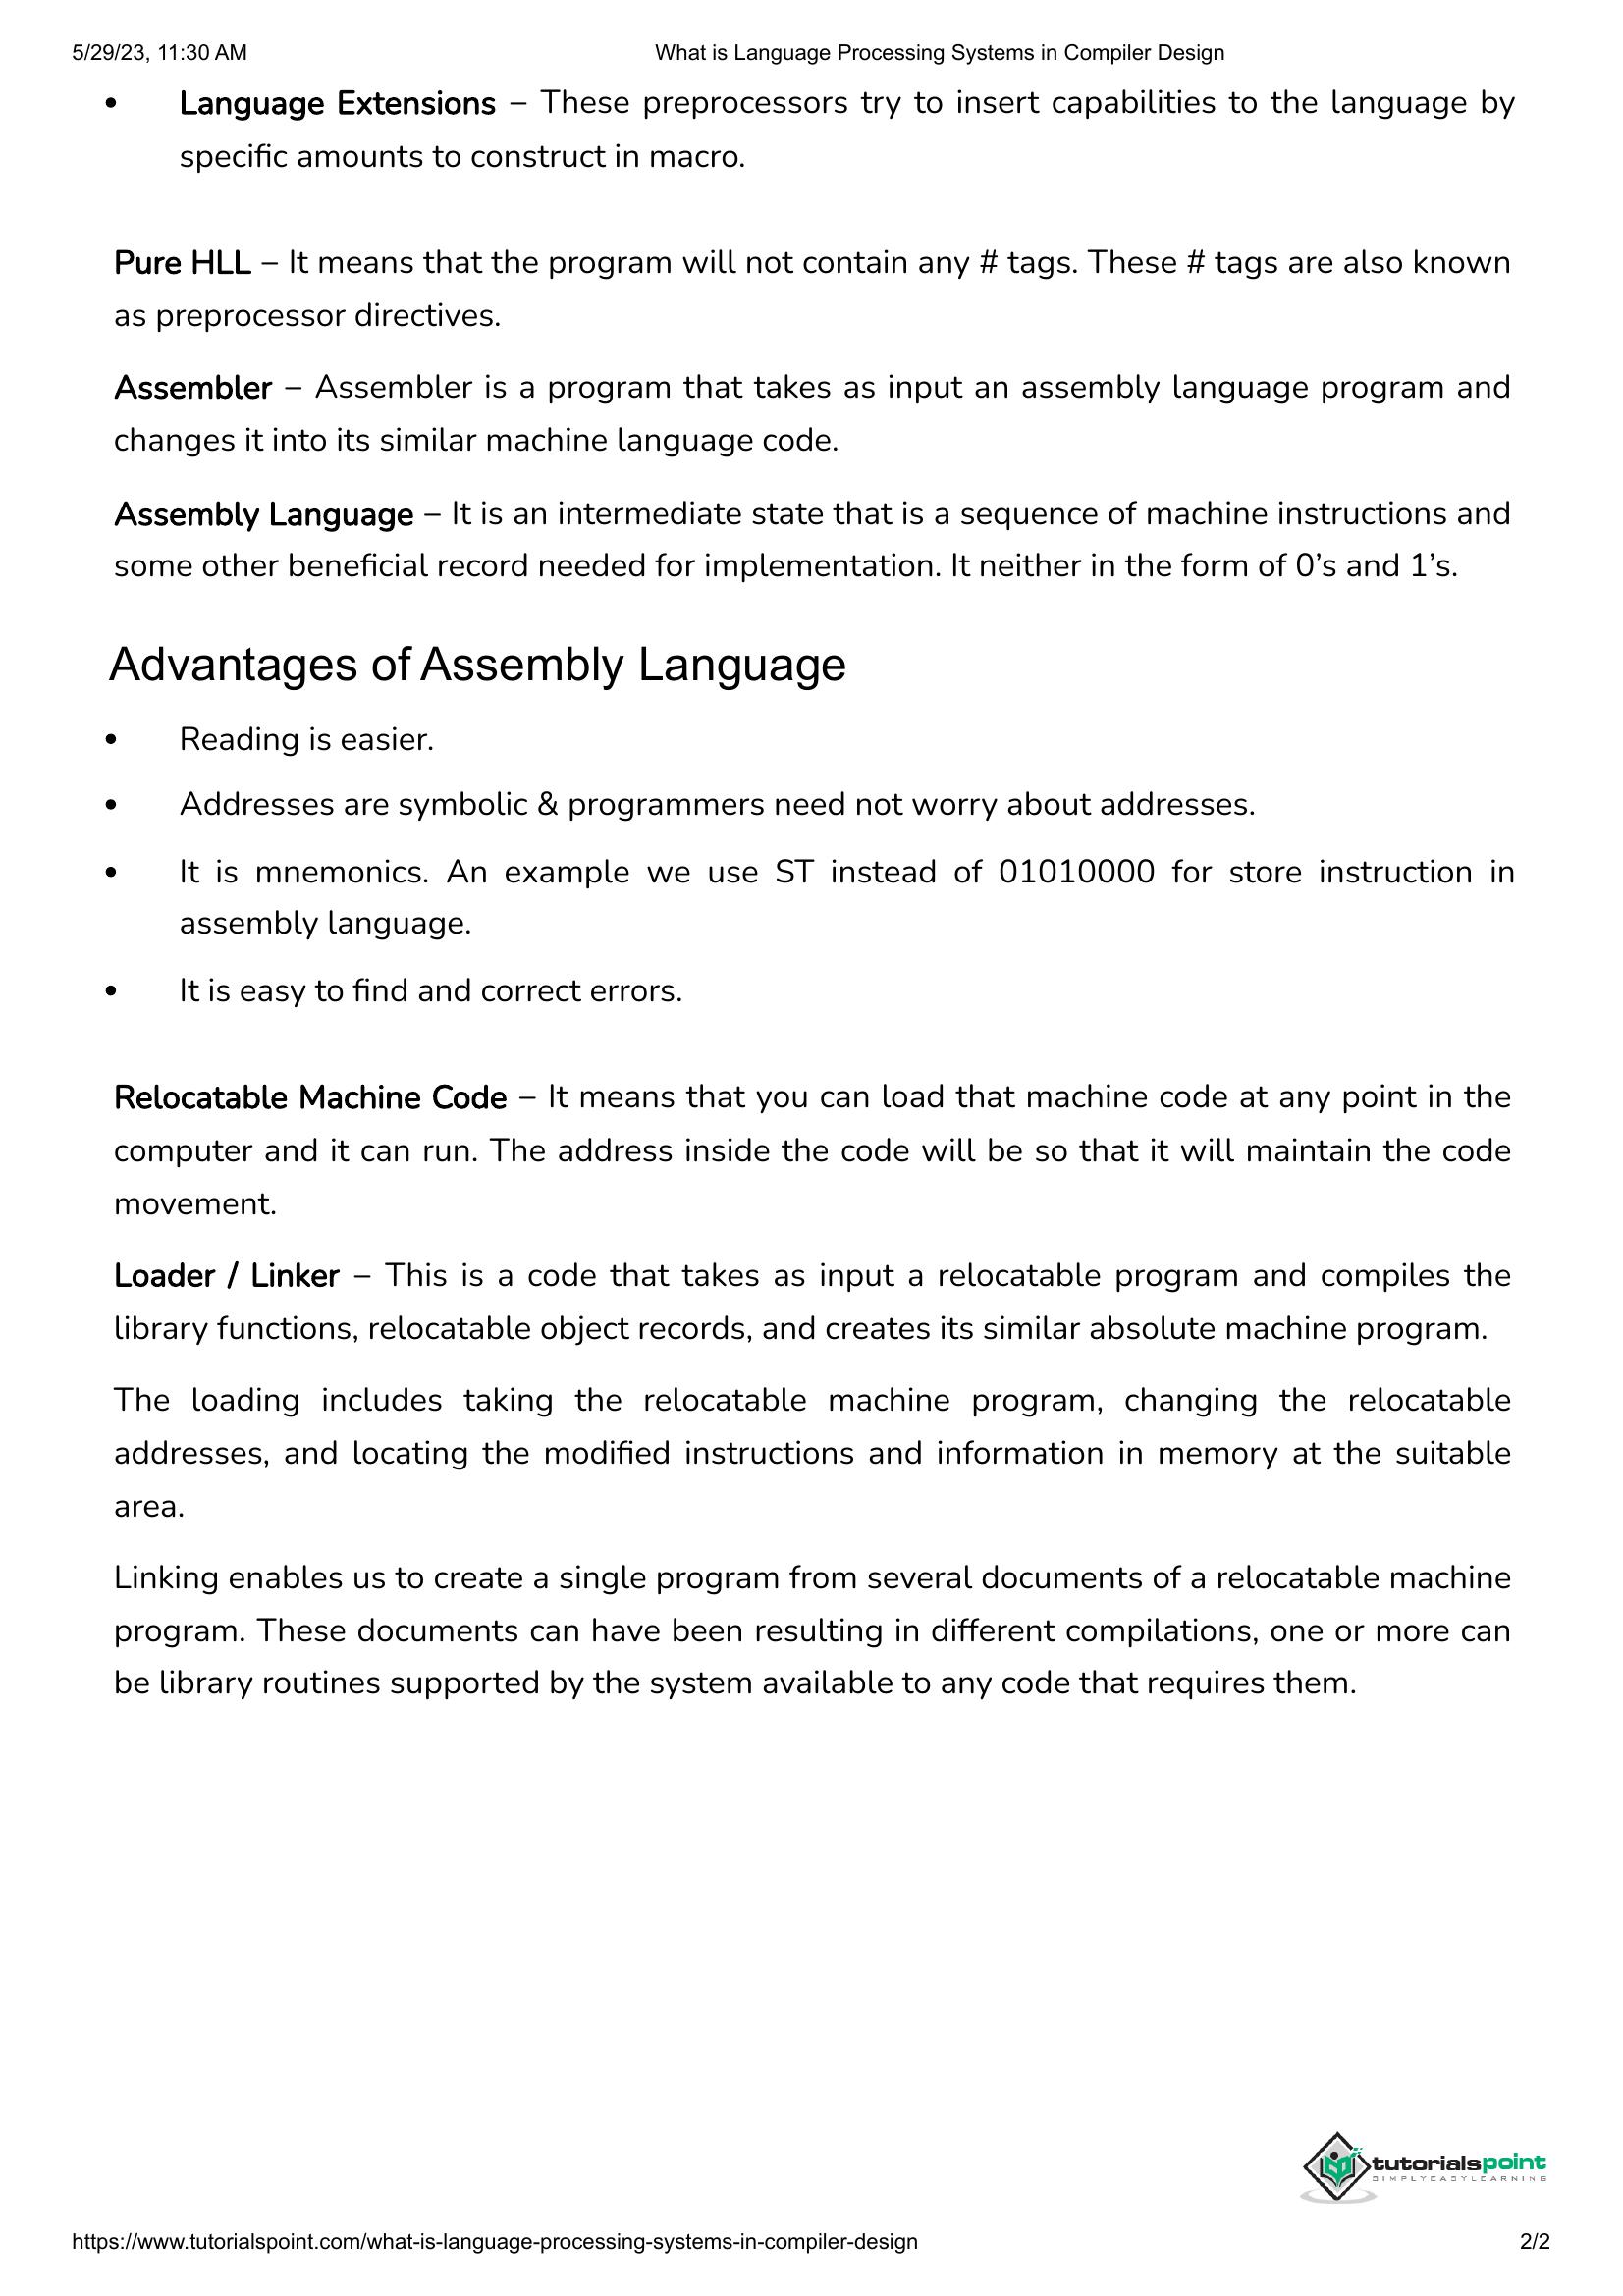 5/29/23, 11:30 AM What is Language Processing Systems in Compiler Design
• Language Extensions – These preprocessors try to insert capabilities to the language by
specific amounts to construct in macro.
Pure HLL – It means that the program will not contain any # tags. These # tags are also known
as preprocessor directives.
Assembler – Assembler is a program that takes as input an assembly language program and
changes it into its similar machine language code.
Assembly Language – It is an intermediate state that is a sequence of machine instructions and
some other beneficial record needed for implementation. It neither in the form of 0’s and 1’s.
Advantages of Assembly Language
• Reading is easier.
• Addresses are symbolic & programmers need not worry about addresses.
• It is mnemonics. An example we use ST instead of 01010000 for store instruction in
assembly language.
• It is easy to find and correct errors.
Relocatable Machine Code – It means that you can load that machine code at any point in the
computer and it can run. The address inside the code will be so that it will maintain the code
movement.
Loader / Linker – This is a code that takes as input a relocatable program and compiles the
library functions, relocatable object records, and creates its similar absolute machine program.
The loading includes taking the relocatable machine program, changing the relocatable
addresses, and locating the modified instructions and information in memory at the suitable
area.
Linking enables us to create a single program from several documents of a relocatable machine
program. These documents can have been resulting in different compilations, one or more can
be library routines supported by the system available to any code that requires them.
tutorialspoint
SIMPLYEASYLEARNING
https://www.tutorialspoint.com/what-is-language-processing-systems-in-compiler-design 2/2